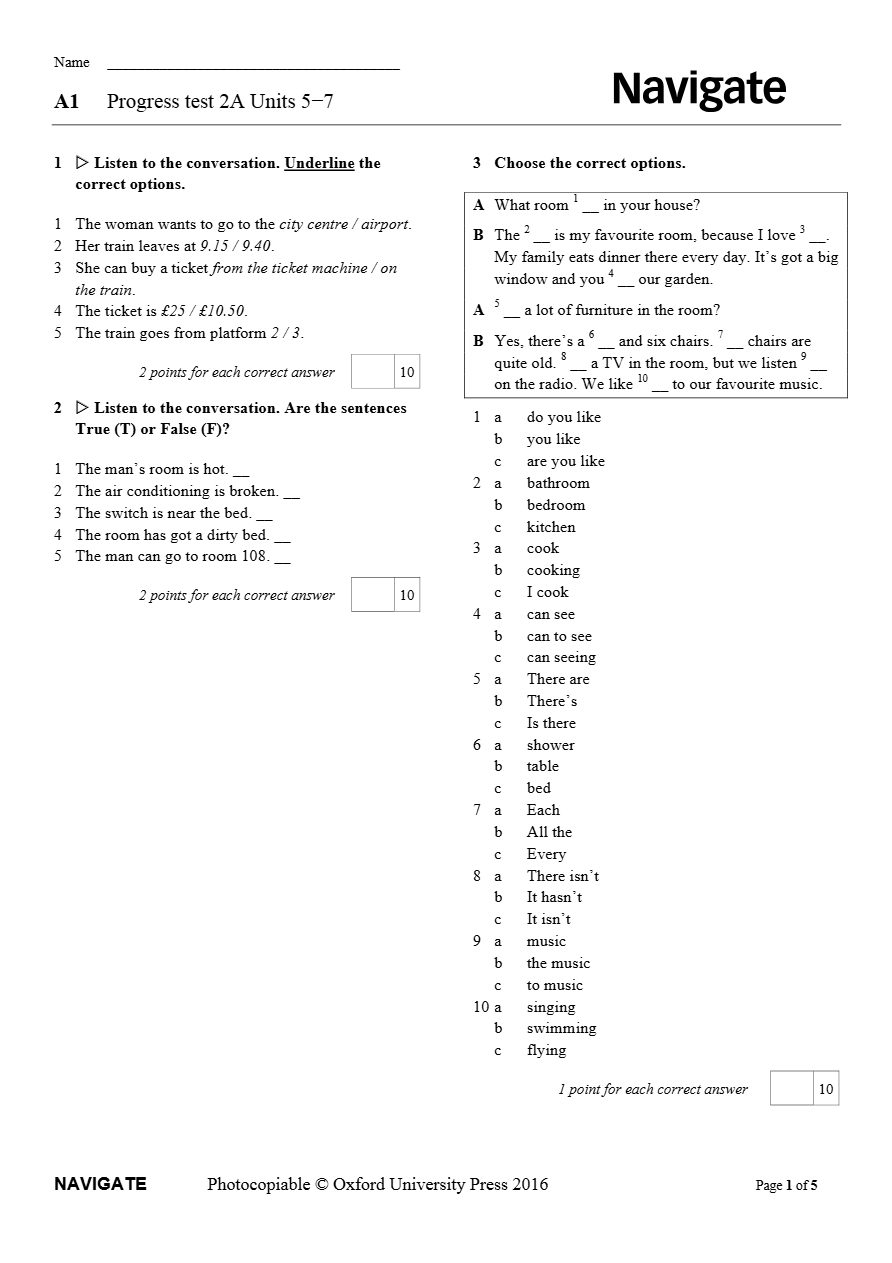 Name ______________________________________
Navigate
A1 Progress test 2A Units 5−7
1 ▷ Listen to the conversation. Underline the
correct options.
1 The woman wants to go to the city centre / airport.
2 Her train leaves at 9.15 / 9.40.
3 She can buy a ticket from the ticket machine / on
the train.
4 The ticket is £25 / £10.50.
5 The train goes from platform 2 / 3.
2 points for each correct answer 10
2 ▷ Listen to the conversation. Are the sentences
True (T) or False (F)?
1 The man’s room is hot. __
2 The air conditioning is broken. __
3 The switch is near the bed. __
4 The room has got a dirty bed. __
5 The man can go to room 108. __
2 points for each correct answer 10
3 Choose the correct options.
A What room 1 __ in your house?
B The 2 __ is my favourite room, because I love 3 __.
My family eats dinner there every day. It’s got a big
window and you 4 __ our garden.
A 5 __ a lot of furniture in the room?
B Yes, there’s a 6 __ and six chairs. 7 __ chairs are
quite old. 8 __ a TV in the room, but we listen 9 __
on the radio. We like 10 __ to our favourite music.
1 a do you like
b you like
c are you like
2 a bathroom
b bedroom
c kitchen
3 a cook
b cooking
c I cook
4 a can see
b can to see
c can seeing
5 a There are
b There’s
c Is there
6 a shower
b table
c bed
7 a Each
b All the
c Every
8 a There isn’t
b It hasn’t
c It isn’t
9 a music
b the music
c to music
10 a singing
b swimming
c flying
1 point for each correct answer 10
NAVIGATE Photocopiable © Oxford University Press 2016 Page 1 of 5